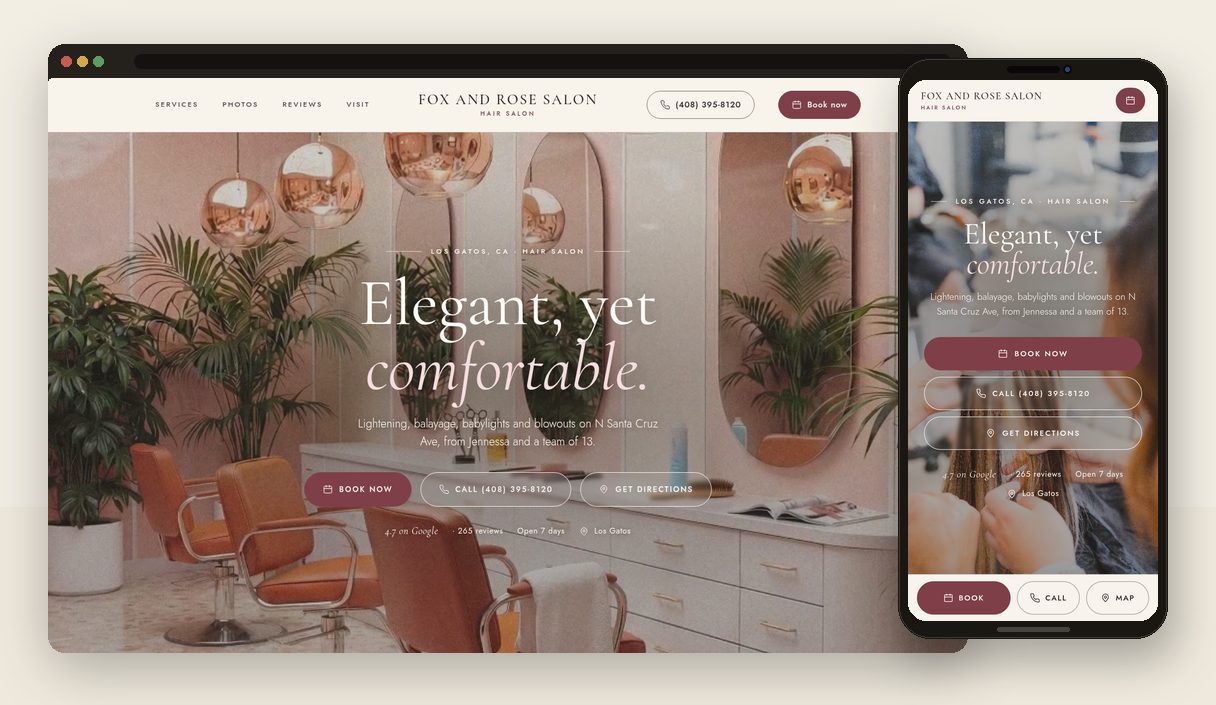 SERVICES PHOTOS REVIEWS VISIT
FOX AND ROSE SALON
HAIR SALON
(408) 395-8120
Book now
LOS GATOS, CA · HAIR SALON
Elegant, yet
comfortable.
Lightening, balayage, babylights and blowouts on N Santa Cruz
Ave, from Jennessa and a team of 13.
BOOK NOW
CALL (408) 395-8120
GET DIRECTIONS
4.7 on Google · 265 reviews Open 7 days Los Gatos
FOX AND ROSE SALON
HAIR SALON
LOS GATOS, CA · HAIR SALON
Elegant, yet
comfortable.
Lightening, balayage, babylights and blowouts on N
Santa Cruz Ave, from Jennessa and a team of 13.
BOOK NOW
CALL (408) 395-8120
GET DIRECTIONS
4.7 on Google · 265 reviews Open 7 days
Los Gatos
BOOK
CALL
MAP